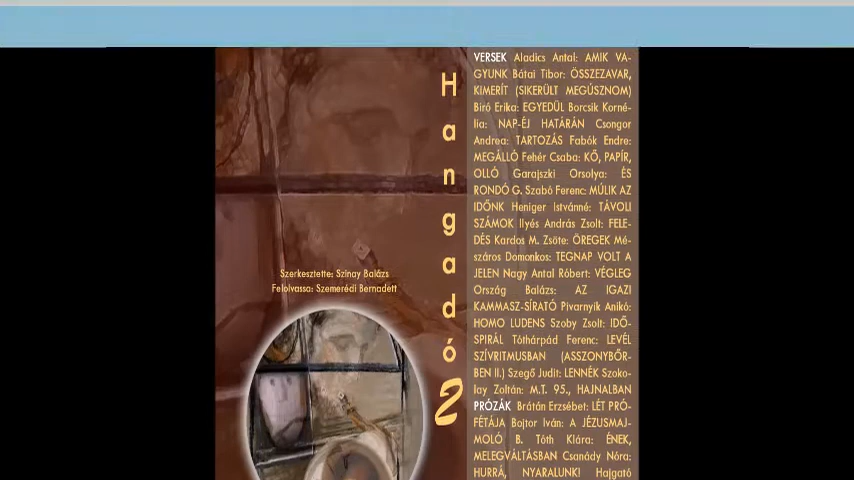 Szerkesztette: Szinay Balázs
Felolvassa: Szemerédi Bernadett
Hangadó
2
VERSEK Aladics Antal: AMIK VA-
GYUNK Bátai Tibor: ÖSSZEZAVAR,
KIMERÍT (SIKERÜLT MEGÚSZNOM)
Bíró Erika: EGYEDÜL Borcsik Korné-
lia: NAP-ÉJ HATÁRÁN Csongor
Andrea: TARTOZÁS Fabók Endre:
MEGÁLLÓ Fehér Csaba: KŐ, PAPÍR,
OLLÓ Garajszki Orsolya: ÉS
RONDÓ G. Szabó Ferenc: MÚLIK AZ
IDŐNK Heniger Istvánné: TÁVOLI
SZÁMOK Ilyés András Zsolt: FELE-
DÉS Kardos M. Zsöte: ÖREGEK Mé-
száros Domonkos: TEGNAP VOLT A
JELEN Nagy Antal Róbert: VÉGLEG
Ország Balázs: AZ IGAZI
KAMMASZ-SÍRATÓ Pivarnyik Anikó:
HOMO LUDENS Szoby Zsolt: IDŐ-
SPIRÁL Tóthárpád Ferenc: LEVÉL
SZÍVRITMUSBAN (ASSZONYBŐR-
BEN II.) Szegő Judit: LENNÉK Szoko-
lay Zoltán: M.T. 95., HAJNALBAN
PRÓZÁK Brátán Erzsébet: LÉT PRÓ-
FÉTÁJA Bojtor Iván: A JÉZUSMAJ-
MOLÓ B. Tóth Klára: ÉNEK,
MELEGVÁLTÁSBAN Csanády Nóra:
HURRÁ, NYARALUNK! Hajgató